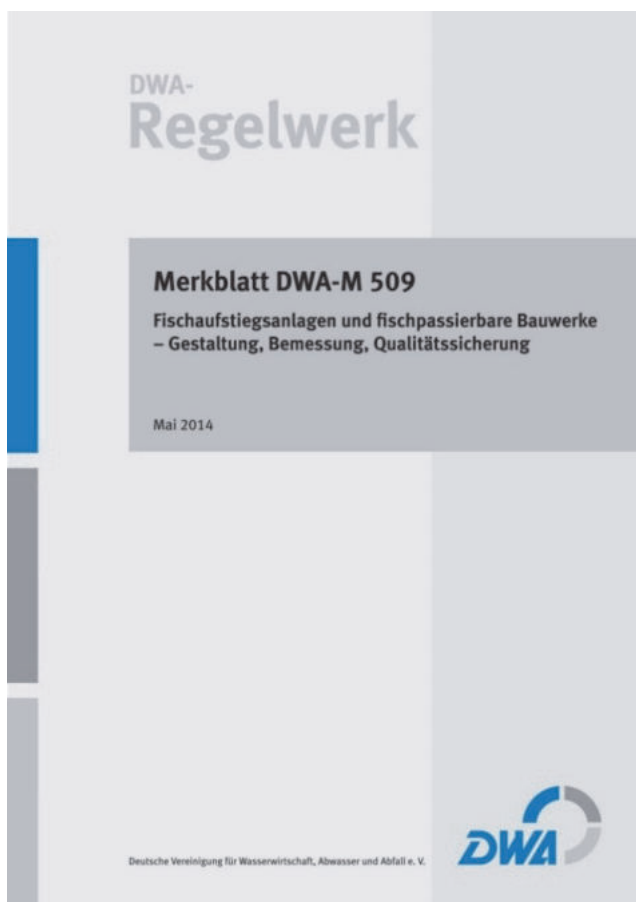 DWA-
Regelwerk
Merkblatt DWA-M 509
Fischaufstiegsanlagen und fischpassierbare Bauwerke
– Gestaltung, Bemessung, Qualitätssicherung
Mai 2014
Deutsche Vereinigung für Wasserwirtschaft, Abwasser und Abfall e. V.
DWA